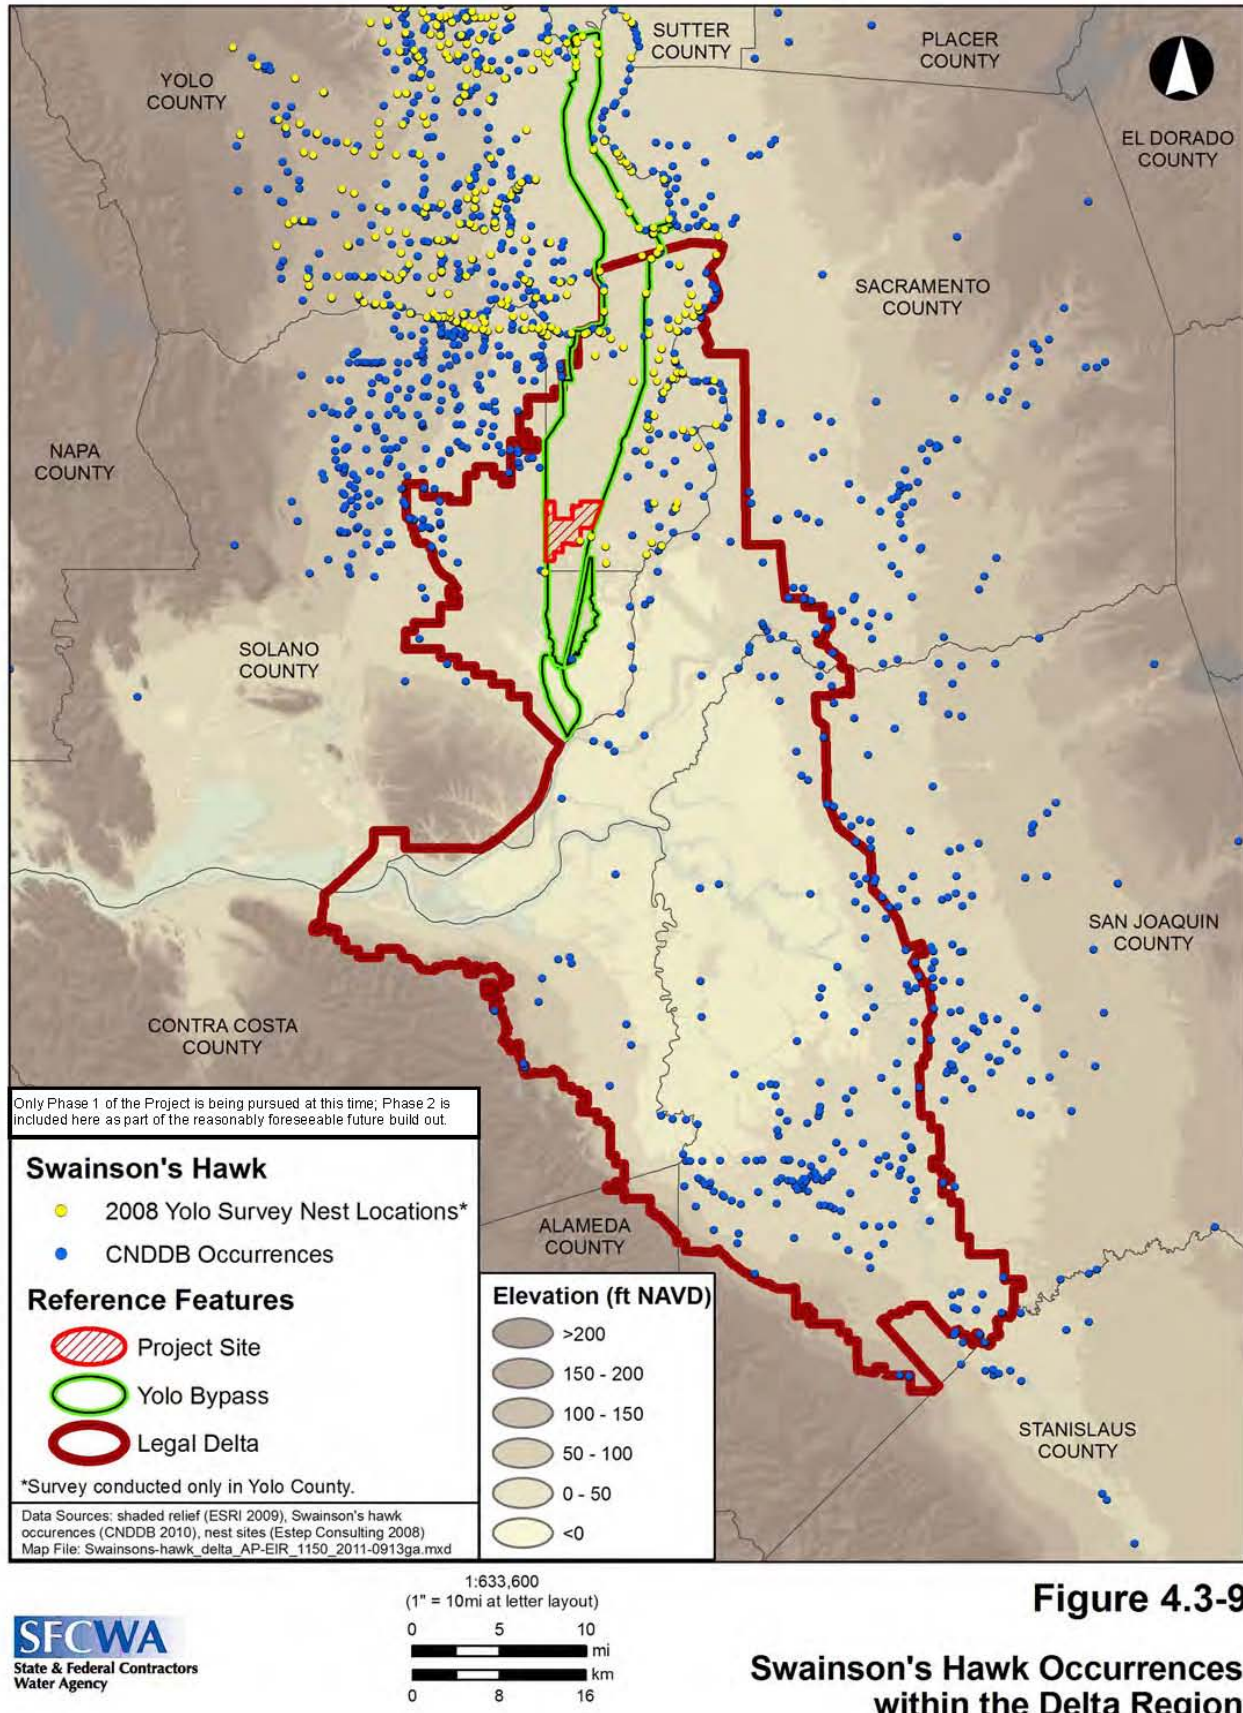 SUTTER
COUNTY
PLACER
COUNTY
YOLO
COUNTY
EL DORADO
COUNTY
SACRAMENTO
COUNTY
NAPA
COUNTY
SOLANO
COUNTY
SAN JOAQUIN
COUNTY
CONTRA COSTA
COUNTY
ALAMEDA
COUNTY
STANISLAUS
COUNTY
Only Phase 1 of the Project is being pursued at this time; Phase 2 is
included here as part of the reasonably foreseeable future build out.
Swainson's Hawk
2008 Yolo Survey Nest Locations*
CNDDB Occurrences
Reference Features
Project Site
Yolo Bypass
Legal Delta
*Survey conducted only in Yolo County.
Data Sources: shaded relief (ESRI 2009), Swainson's hawk
occurences (CNDDB 2010), nest sites (Estep Consulting 2008)
Map File: Swainsons-hawk_delta_AP-EIR_1150_2011-0913ga.mxd
Elevation (ft NAVD)
>200
150 - 200
100 - 150
50 - 100
0 - 50
<0
SFCWA
State & Federal Contractors
Water Agency
1:633,600
(1" = 10mi at letter layout)
0 5 10
mi
km
0 8 16
Figure 4.3-9
Swainson's Hawk Occurrences
within the Delta Region